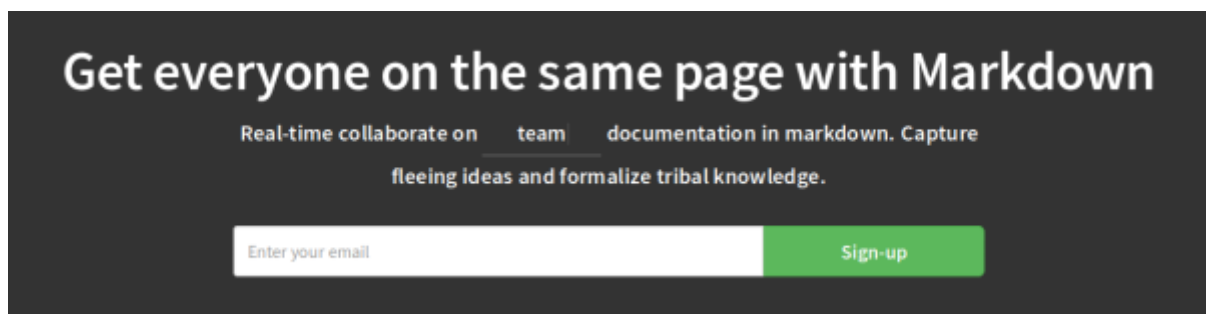 Get everyone on the same page with Markdown
Real-time collaborate on team documentation in markdown. Capture
fleeing ideas and formalize tribal knowledge.
Enter your email Sign-up